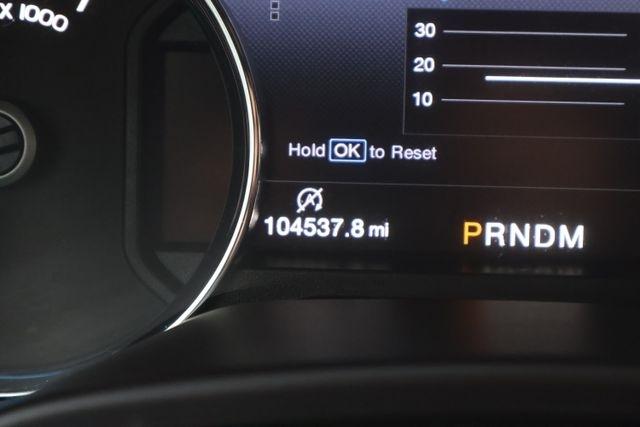 X 1000
30
20
10
Hold OK to Reset
104537.8 mi
PRNDM